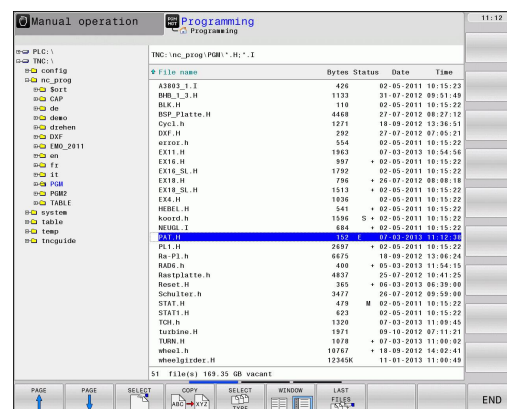 Manual operation
Programming
Programming
11:12
PLC:\
TNC:\
config
nc_prog
$ort
CAP
de
demo
drehen
DXF
EMO_2011
en
fr
it
PGM
PGM2
TABLE
system
table
temp
tncguide
TNC:\nc_prog\PGM\*.H;*.I
File name Bytes Status Date Time
A3803_1.I 426 02-05-2011 10:15:23
BHB_1_3.H 1133 31-07-2012 09:51:49
BLK.H 110 02-05-2011 10:15:22
BSP_Platte.H 4468 27-07-2012 08:27:12
Cycl.h 1271 18-09-2012 13:36:51
DXF.H 292 27-07-2012 07:05:21
error.h 554 02-05-2011 10:15:22
EX11.H 1963 07-03-2013 10:54:56
EX16.H 997 + 02-05-2011 10:15:22
EX16_SL.H 1792 02-05-2011 10:15:22
EX18.H 796 + 26-07-2012 08:08:18
EX18_SL.H 1513 + 02-05-2011 10:15:22
EX4.H 1036 02-05-2011 10:15:22
HEBEL.H 541 + 02-05-2011 10:15:22
koord.h 1596 S + 02-05-2011 10:15:22
NEUGL.I 684 + 02-05-2011 10:15:22
PAT.H 152 E 07-03-2013 11:12:38
PL1.H 2697 + 02-05-2011 10:15:22
Ra-Pl.h 6675 18-09-2012 13:06:24
RAD6.h 400 + 05-03-2013 11:54:15
Rastplatte.h 4837 25-07-2012 10:41:25
Reset.H 365 + 06-03-2013 06:39:00
Schulter.h 3477 26-07-2012 09:59:00
STAT.H 479 M 02-05-2011 10:15:22
STAT1.H 623 02-05-2011 10:15:22
TCH.h 1320 07-03-2013 11:09:45
turbine.H 1971 09-10-2012 07:11:21
TURN.H 1078 + 07-03-2013 11:00:02
wheel.h 10767 + 18-09-2012 14:02:41
wheelgirder.H 12345K 11-01-2013 11:00:49
51 file(s) 169.35 GB vacant
PAGE
PAGE
SELECT
COPY
ABC XYZ
SELECT
TYPE
WINDOW
LAST
FILES
END